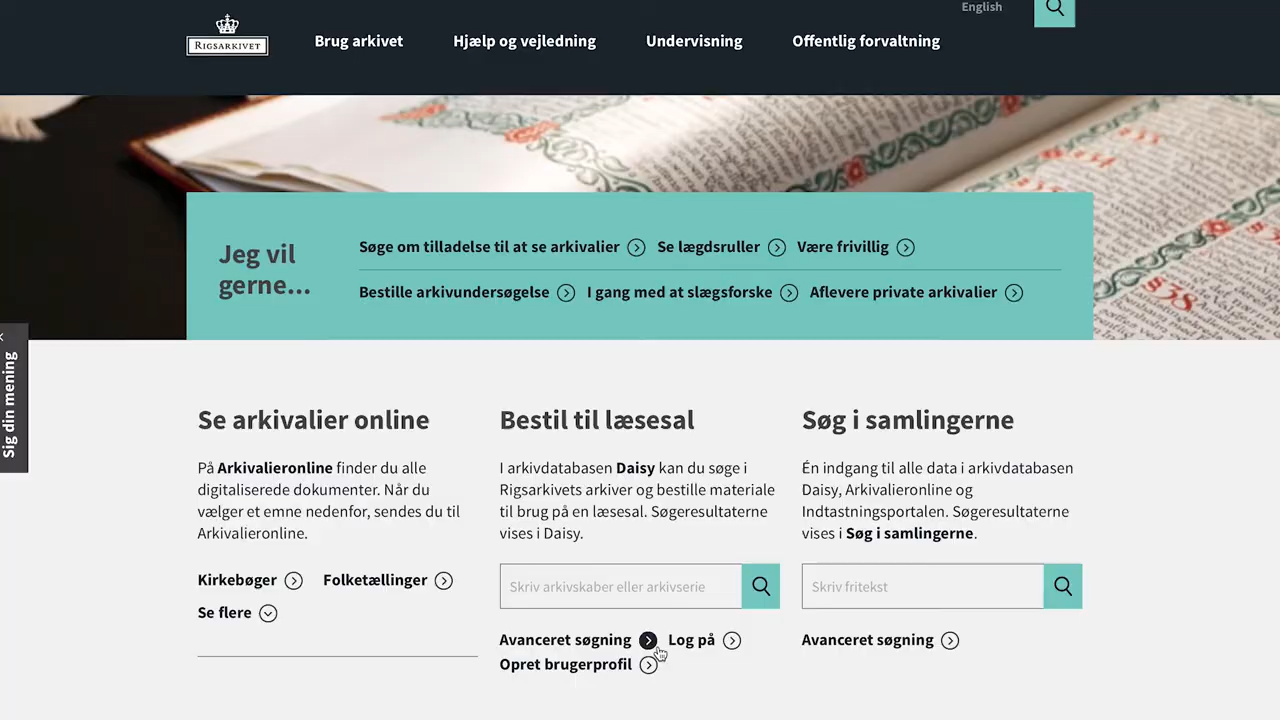 English
RIGSARKIVET
Brug arkivet
Hjælp og vejledning
Undervisning
Offentlig forvaltning
Jeg vil
gerne...
Søge om tilladelse til at se arkivalier
Se lægdsruller
Være frivillig
Bestille arkivundersøgelse
I gang med at slægsforske
Aflevere private arkivalier
Sig din mening
Se arkivalier online
På Arkivalieronline finder du alle
digitaliserede dokumenter. Når du
vælger et emne nedenfor, sendes du til
Arkivalieronline.
Kirkebøger
Folketællinger
Se flere
Bestil til læsesal
I arkivdatabasen Daisy kan du søge i
Rigsarkivets arkiver og bestille materiale
til brug på en læsesal. Søgeresultaterne
vises i Daisy.
Skriv arkivskaber eller arkivserie
Avanceret søgning
Log på
Opret brugerprofil
Søg i samlingerne
Én indgang til alle data i arkivdatabasen
Daisy, Arkivalieronline og
Indtastningsportalen. Søgeresultaterne
vises i Søg i samlingerne.
Skriv fritekst
Avanceret søgning